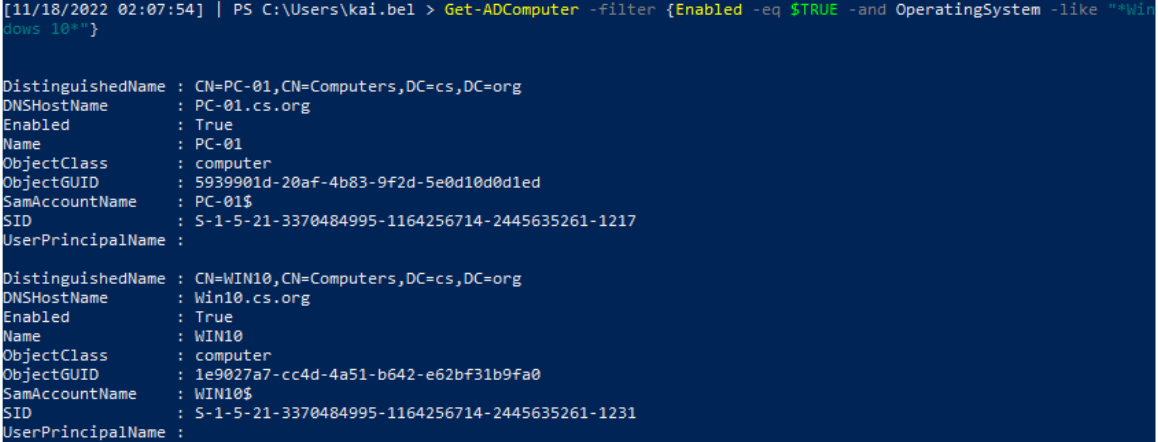 [11/18/2022 02:07:54] | PS C:\Users\kai.bel > Get-ADComputer -filter {Enabled -eq $TRUE -and OperatingSystem -like "*Win
dows 10*"}
DistinguishedName : CN=PC-01,CN=Computers,DC=cs,DC=org
DNSHostName : PC-01.cs.org
Enabled : True
Name : PC-01
ObjectClass : computer
ObjectGUID : 5939901d-20af-4b83-9f2d-5e0d10d0d1ed
SamAccountName : PC-01$
SID : S-1-5-21-3370484995-1164256714-2445635261-1217
UserPrincipalName :
DistinguishedName : CN=WIN10,CN=Computers,DC=cs,DC=org
DNSHostName : Win10.cs.org
Enabled : True
Name : WIN10
ObjectClass : computer
ObjectGUID : 1e9027a7-cc4d-4a51-b642-e62bf31b9fa0
SamAccountName : WIN10$
SID : S-1-5-21-3370484995-1164256714-2445635261-1231
UserPrincipalName :